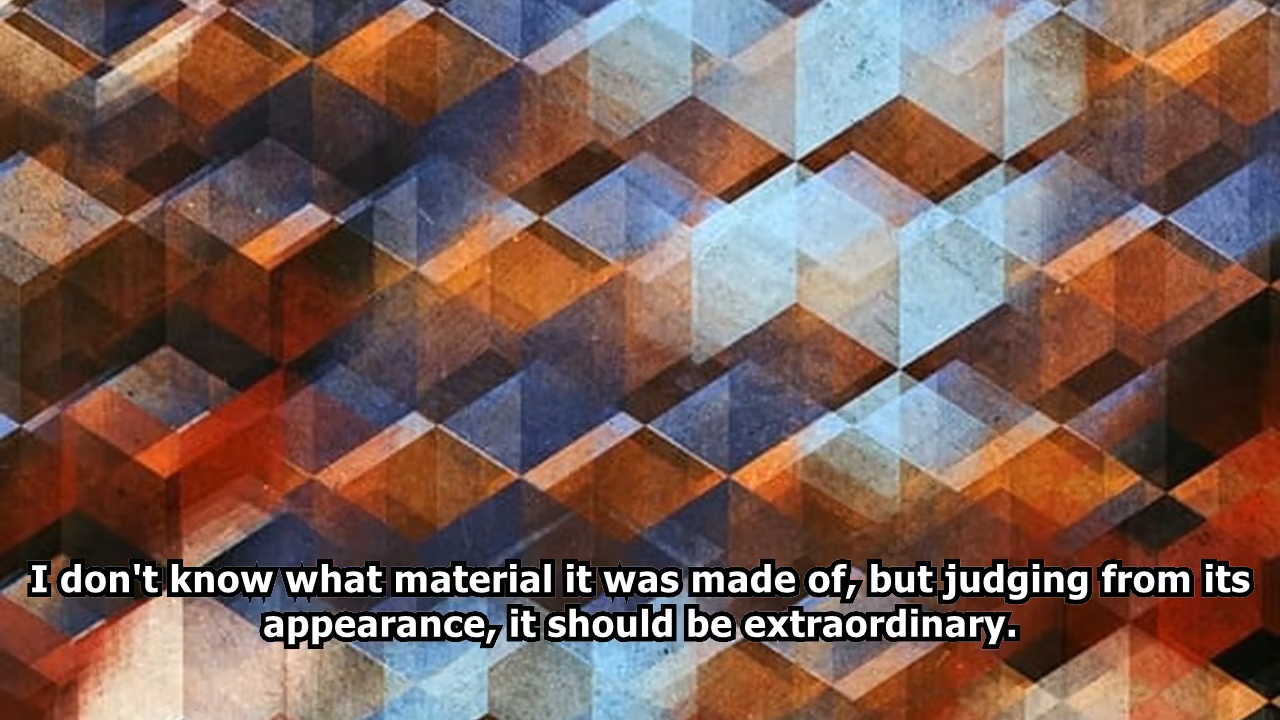 I don't know what material it was made of, but judging from its
appearance, it should be extraordinary.